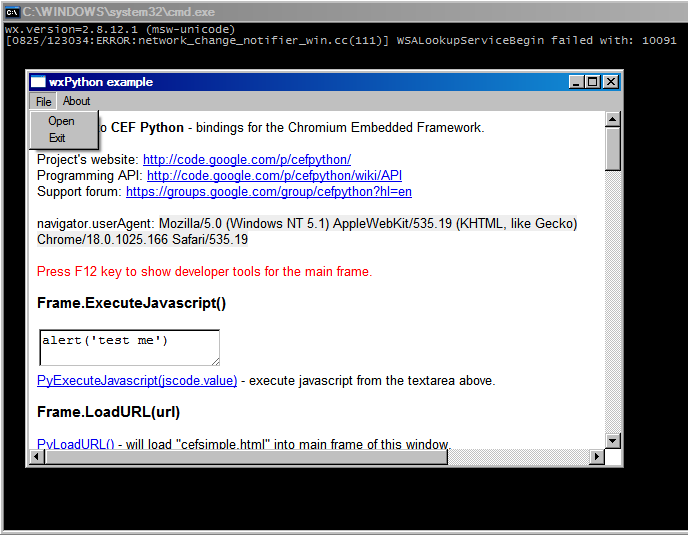 C:\WINDOWS\system32\cmd.exe
wx.version=2.8.12.1 (msw-unicode)
[0825/123034:ERROR:network_change_notifier_win.cc(111)] WSALookupServiceBegin failed with: 10091
wxPython example
File About
Open
Exit
o CEF Python - bindings for the Chromium Embedded Framework.
Project's website: http://code.google.com/p/cefpython/
Programming API: http://code.google.com/p/cefpython/wiki/API
Support forum: https://groups.google.com/group/cefpython?hl=en
navigator.userAgent: Mozilla/5.0 (Windows NT 5.1) AppleWebKit/535.19 (KHTML, like Gecko)
Chrome/18.0.1025.166 Safari/535.19
Press F12 key to show developer tools for the main frame.
Frame.ExecuteJavascript()
alert('test me')
PyExecuteJavascript(jscode.value) - execute javascript from the textarea above.
Frame.LoadURL(url)
PyLoadURL() - will load "cefsimple.html" into main frame of this window.